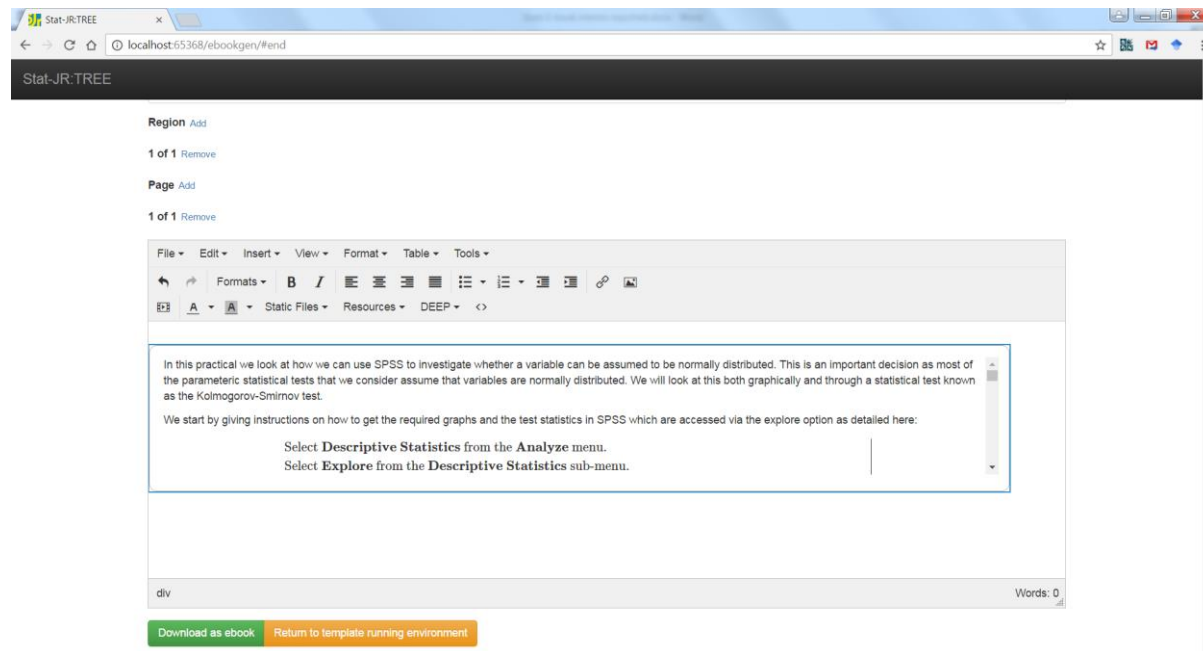 Stat-JR:TREE
localhost:65368/ebookgen/#end
Stat-JR:TREE
Region Add
1 of 1 Remove
Page Add
1 of 1 Remove
File Edit Insert View Format Table Tools
Formats B I
A A Static Files Resources DEEP <>
In this practical we look at how we can use SPSS to investigate whether a variable can be assumed to be normally distributed. This is an important decision as most of
the parameteric statistical tests that we consider assume that variables are normally distributed. We will look at this both graphically and through a statistical test known
as the Kolmogorov-Smirnov test.
We start by giving instructions on how to get the required graphs and the test statistics in SPSS which are accessed via the explore option as detailed here:
Select Descriptive Statistics from the Analyze menu.
Select Explore from the Descriptive Statistics sub-menu.
div Words: 0
Download as ebook Return to template running environment